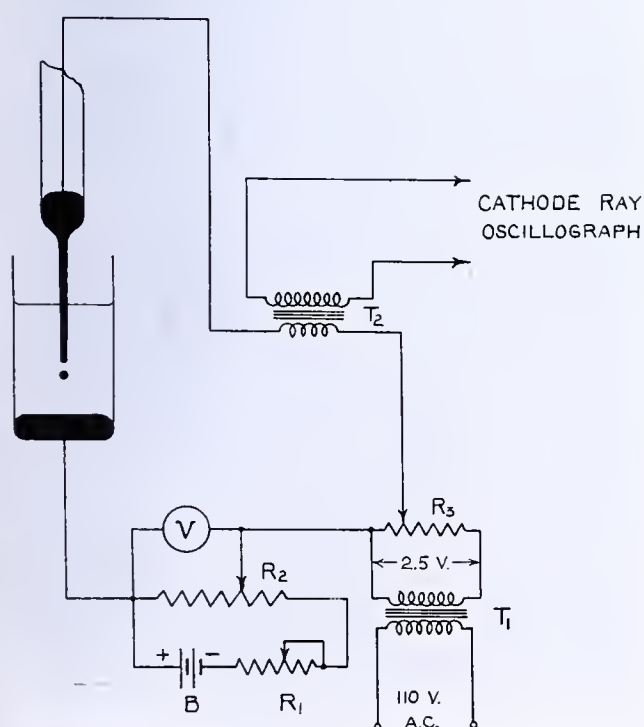 CATHODE RAY
OSCILLOGRAPH
T2
R3
V
2.5 V.
R2
T1
+ -
B
R1
110 V.
A.C.